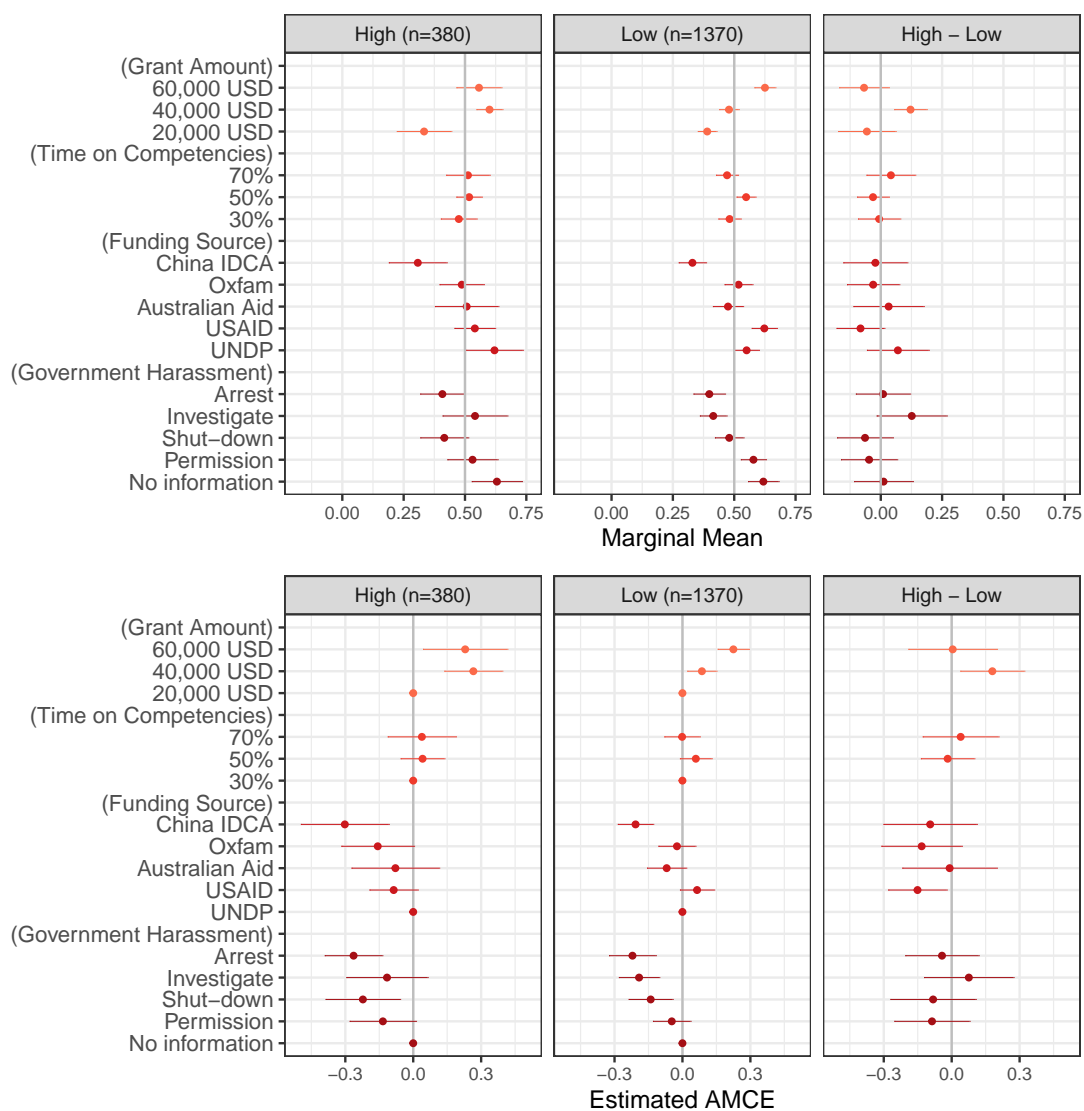 High (n=380) Low (n=1370) High − Low
(Grant Amount)
60,000 USD
40,000 USD
20,000 USD
(Time on Competencies)
70%
50%
30%
(Funding Source)
China IDCA
Oxfam
Australian Aid
USAID
UNDP
(Government Harassment)
Arrest
Investigate
Shut−down
Permission
No information
0.00 0.25 0.50 0.75 0.00 0.25 0.50 0.75 0.00 0.25 0.50 0.75
Marginal Mean
High (n=380) Low (n=1370) High − Low
(Grant Amount)
60,000 USD
40,000 USD
20,000 USD
(Time on Competencies)
70%
50%
30%
(Funding Source)
China IDCA
Oxfam
Australian Aid
USAID
UNDP
(Government Harassment)
Arrest
Investigate
Shut−down
Permission
No information
−0.3 0.0 0.3 −0.3 0.0 0.3 −0.3 0.0 0.3
Estimated AMCE